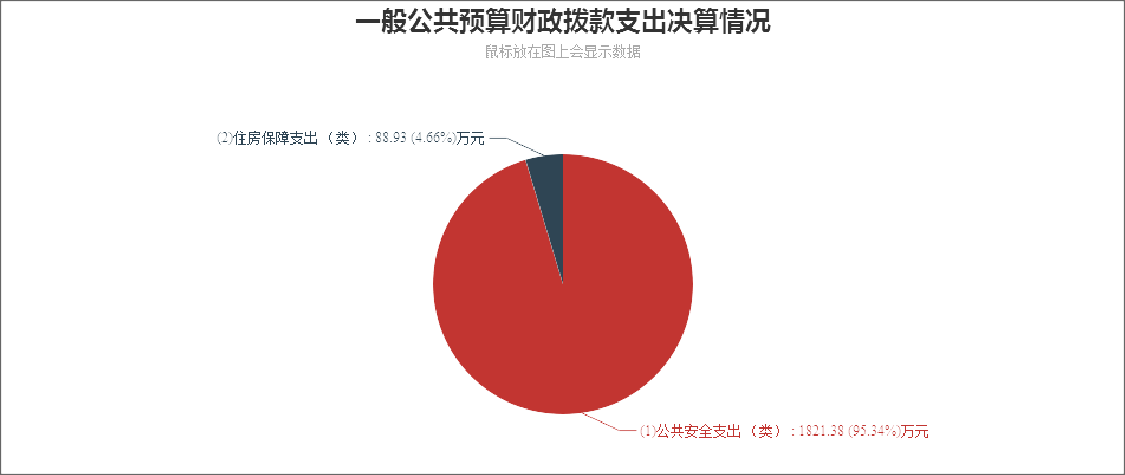 一般公共预算财政拨款支出决算情况
鼠标放在图上会显示数据
(2)住房保障支出 （类） : 88.93 (4.66%)万元
(1)公共安全支出 （类） : 1821.38 (95.34%)万元